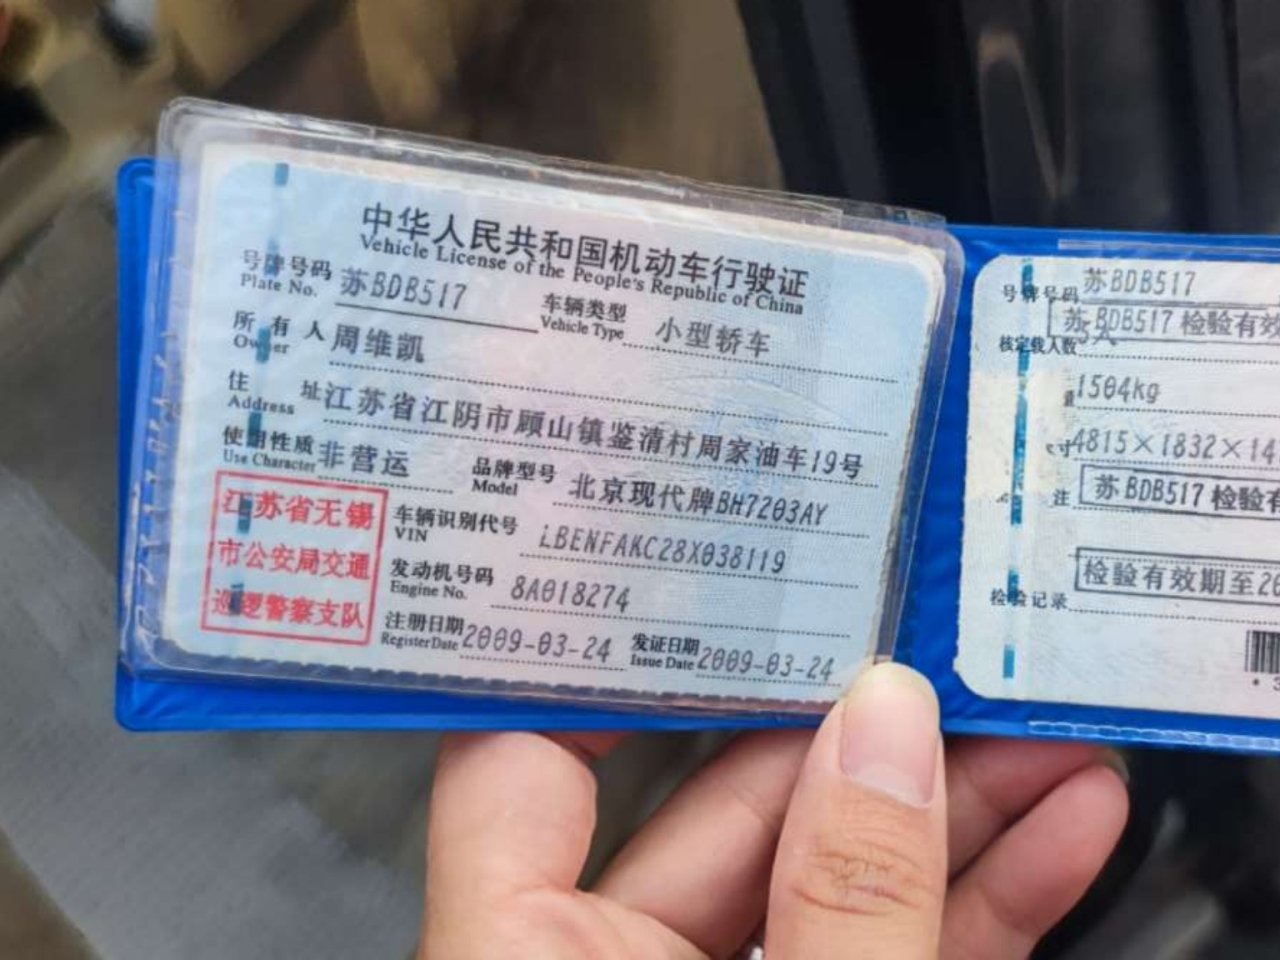 中华人民共和国机动车行驶证
Vehicle License of the People's Republic of China
号牌号码 苏BDB517 车辆类型 小型轿车
Plate No. Vehicle Type
所有人 周维凯
Owner
住址 江苏省江阴市顾山镇鉴清村周家油车19号
Address
使用性质 非营运 品牌型号 北京现代牌BH7203AY
Use Character Model
江苏省无锡
市公安局交通
巡逻警察支队
车辆识别代号 LBENFAKC28X038119
VIN
发动机号码 8A018274
Engine No.
注册日期 2009-03-24 发证日期 2009-03-24
Register Date Issue Date
号牌号码 苏BDB517
苏BDB517 检验有效
核定载人数 5人
1504kg
寸 4815×1832×14
注 苏BDB517 检验有
检验有效期至20
检验记录